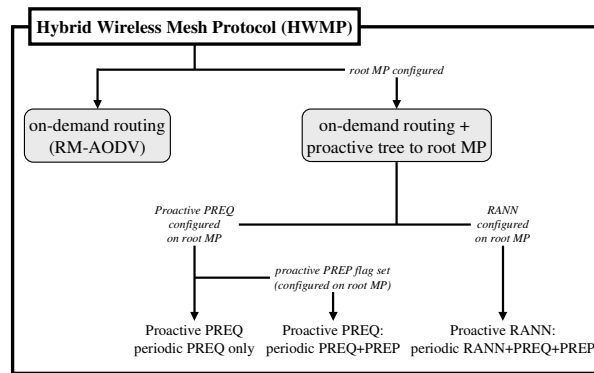 Hybrid Wireless Mesh Protocol (HWMP)
root MP configured
on-demand routing
(RM-AODV)
on-demand routing +
proactive tree to root MP
Proactive PREQ
configured
on root MP
RANN
configured
on root MP
proactive PREP flag set
(configured on root MP)
Proactive PREQ
periodic PREQ only
Proactive PREQ:
periodic PREQ+PREP
Proactive RANN:
periodic RANN+PREQ+PREP